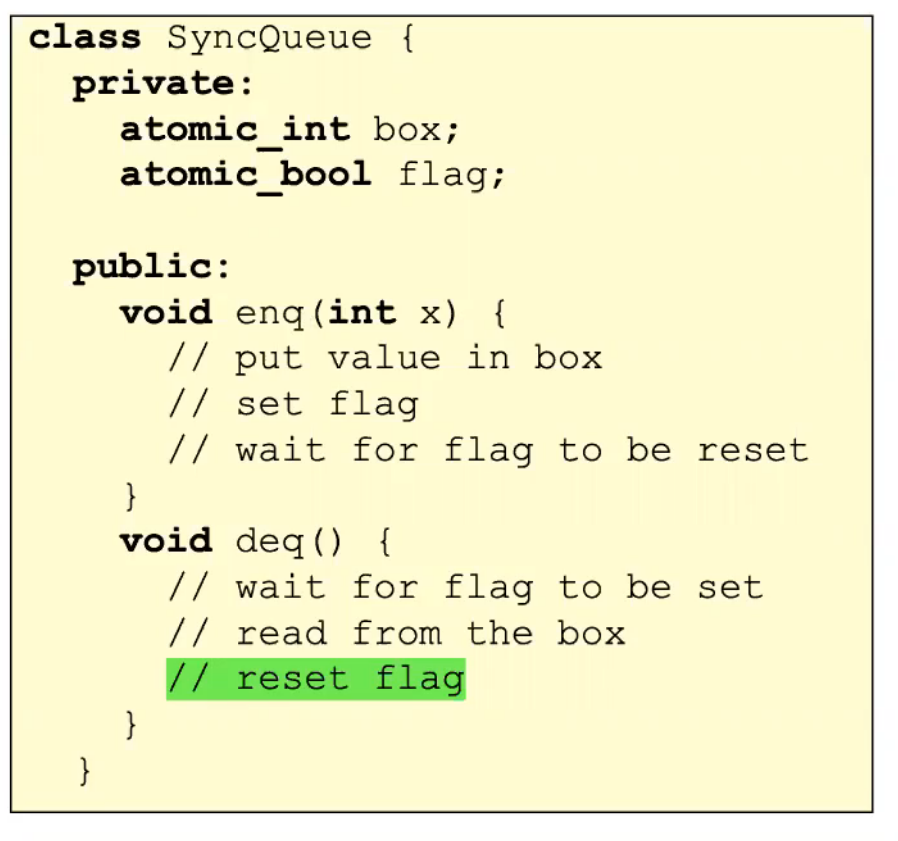 class SyncQueue {
private:
atomic_int box;
atomic_bool flag;
public:
void enq(int x) {
// put value in box
// set flag
// wait for flag to be reset
}
void deq() {
// wait for flag to be set
// read from the box
// reset flag
}
}